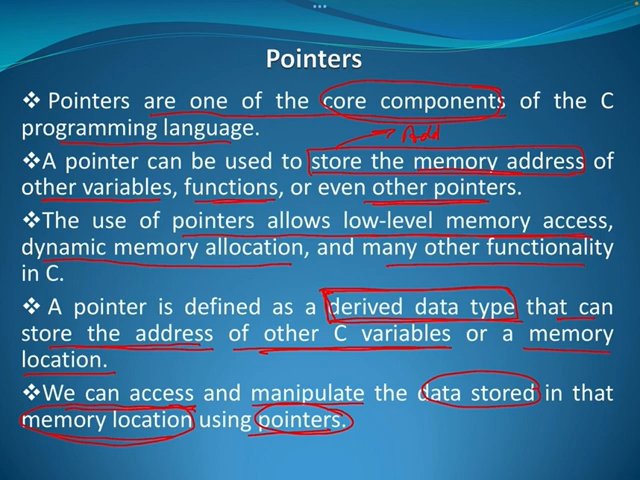 Pointers
❖ Pointers are one of the core components of the C
programming language.
Add
❖A pointer can be used to store the memory address of
other variables, functions, or even other pointers.
❖The use of pointers allows low-level memory access,
dynamic memory allocation, and many other functionality
in C.
❖ A pointer is defined as a derived data type that can
store the address of other C variables or a memory
location.
❖We can access and manipulate the data stored in that
memory location using pointers.